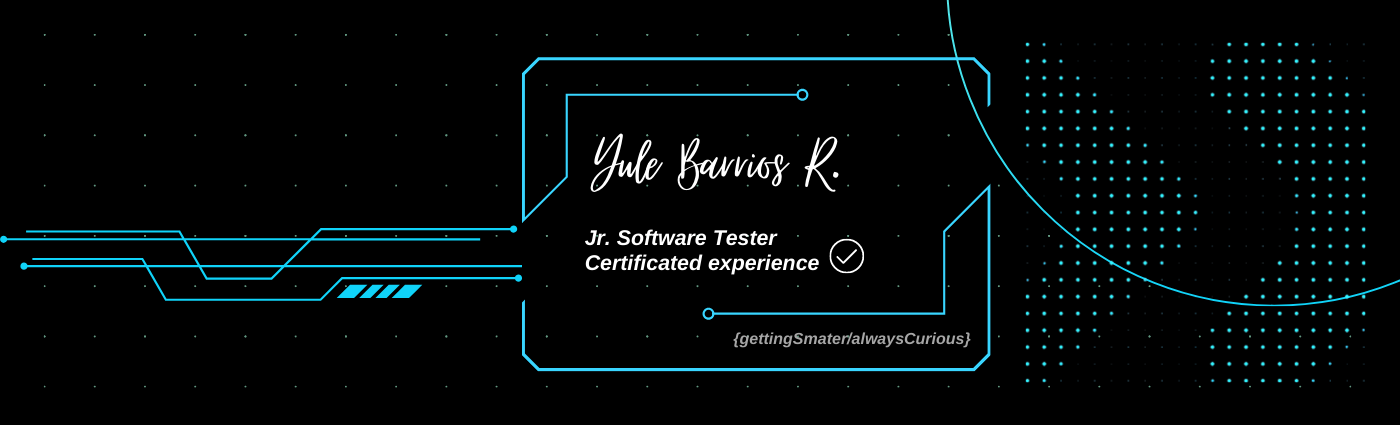 Yule Barrios R.
Jr. Software Tester
Certificated experience
{gettingSmater/alwaysCurious}